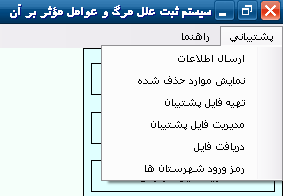 سیستم ثبت علل مرگ و عوامل مؤثر بر آن
پشتیبانی راهنما
ارسال اطلاعات
نمایش موارد حذف شده
تهیه فایل پشتیبان
مدیریت فایل پشتیبان
دریافت فایل
رمز ورود شهرستان ها